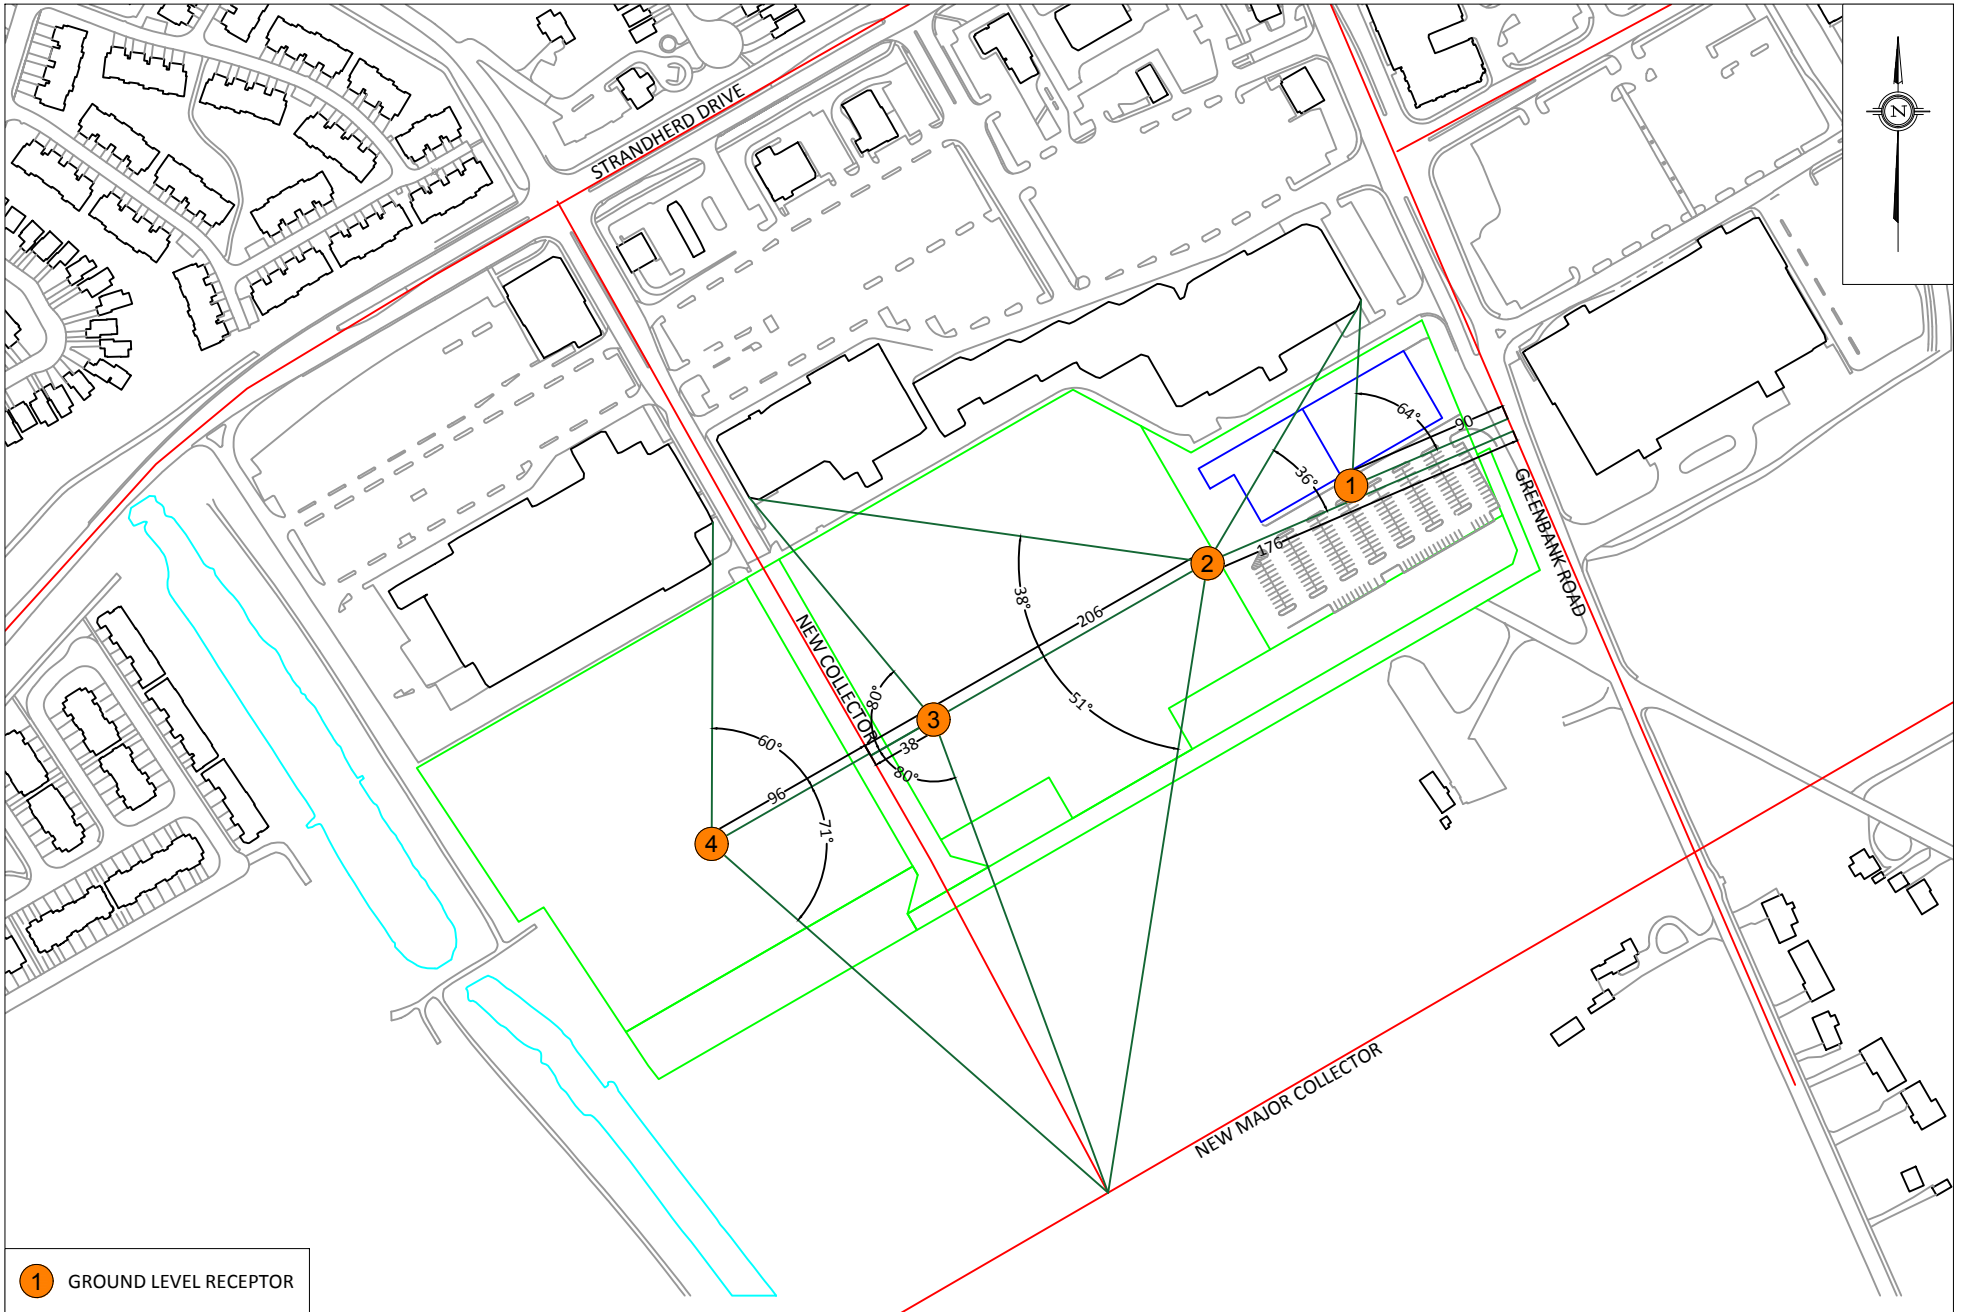 STRANDHERD DRIVE
N
64°
90
36°
1
GREENBANK ROAD
176
2
38°
206
NEW COLLECTOR
51°
80°
3
38
80°
60°
96
71°
4
NEW MAJOR COLLECTOR
1 GROUND LEVEL RECEPTOR